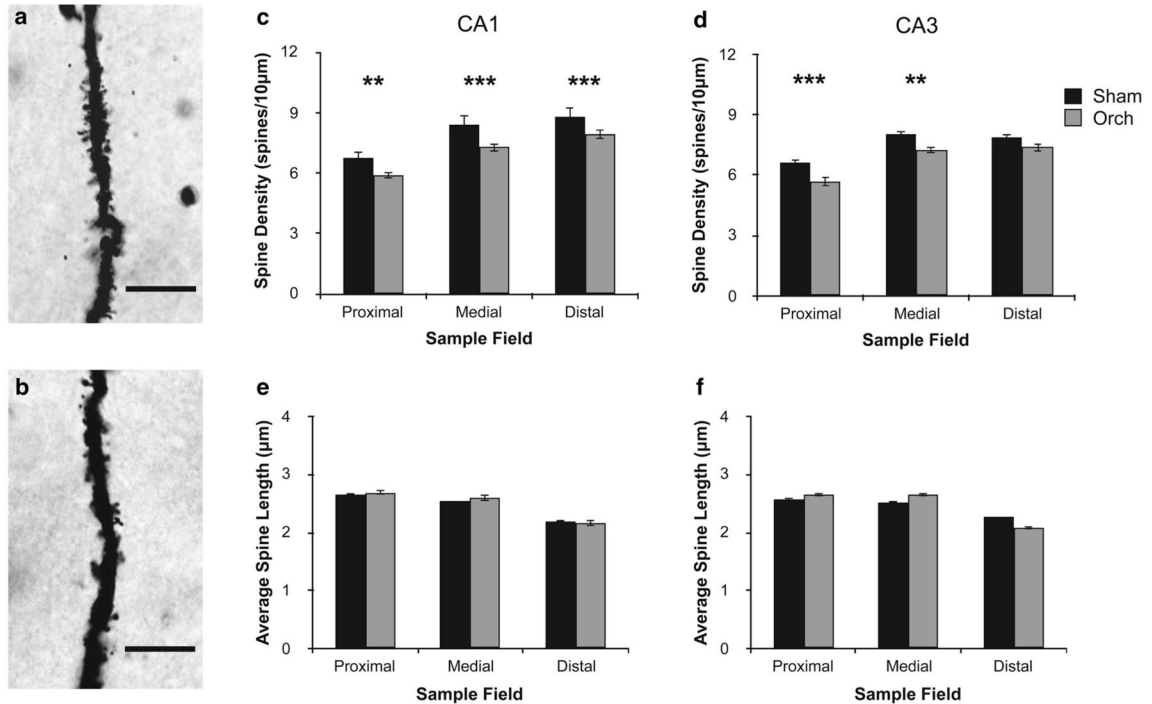 a
c
CA1
Spine Density (spines/10µm)
12
9
6
3
0
**
***
***
Proximal
Medial
Distal
Sample Field
d
CA3
Spine Density (spines/10µm)
12
9
6
3
0
***
**
Sham
Orch
Proximal
Medial
Distal
Sample Field
b
e
Average Spine Length (µm)
4
3
2
1
0
Proximal
Medial
Distal
Sample Field
f
Average Spine Length (µm)
4
3
2
1
0
Proximal
Medial
Distal
Sample Field